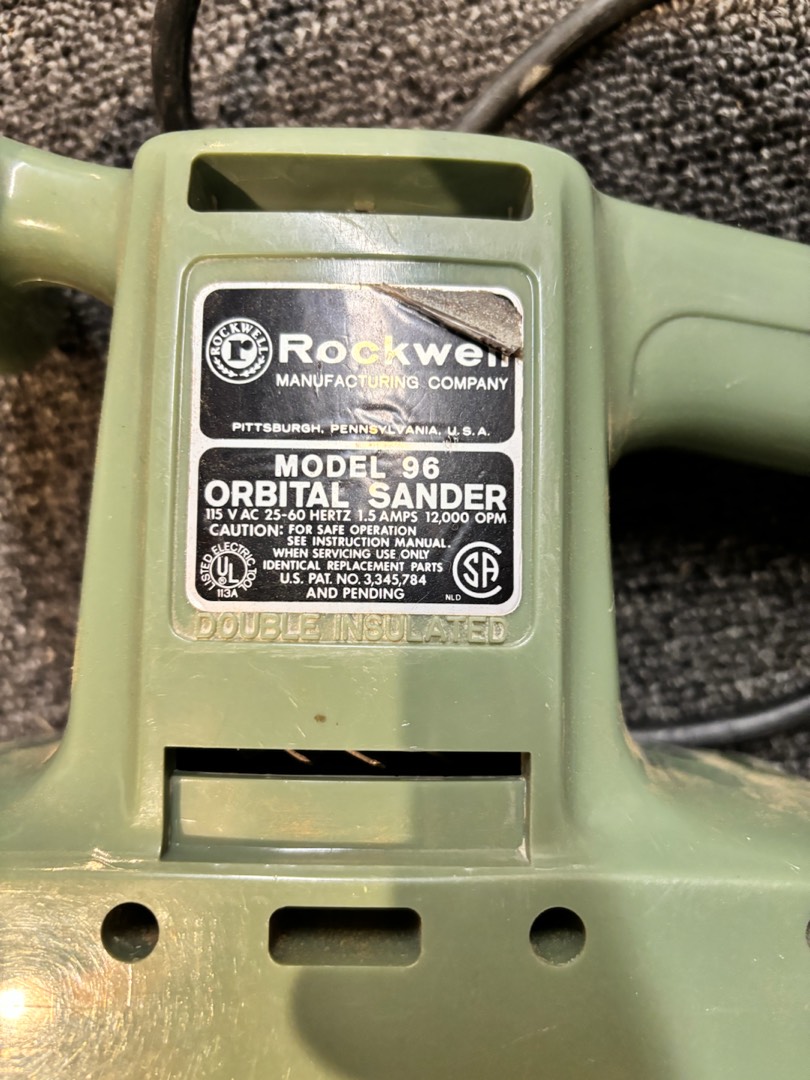 ROCKWELL
r
Rockwell
MANUFACTURING COMPANY
PITTSBURGH, PENNSYLVANIA, U.S.A.
MODEL 96
ORBITAL SANDER
115 V AC 25-60 HERTZ 1.5 AMPS 12,000 OPM
CAUTION: FOR SAFE OPERATION
SEE INSTRUCTION MANUAL.
WHEN SERVICING USE ONLY
IDENTICAL REPLACEMENT PARTS
U.S. PAT. NO. 3,345,784
AND PENDING
LISTED ELECTRIC TOOL
UL
®
113A
SA
NLD
DOUBLE INSULATED